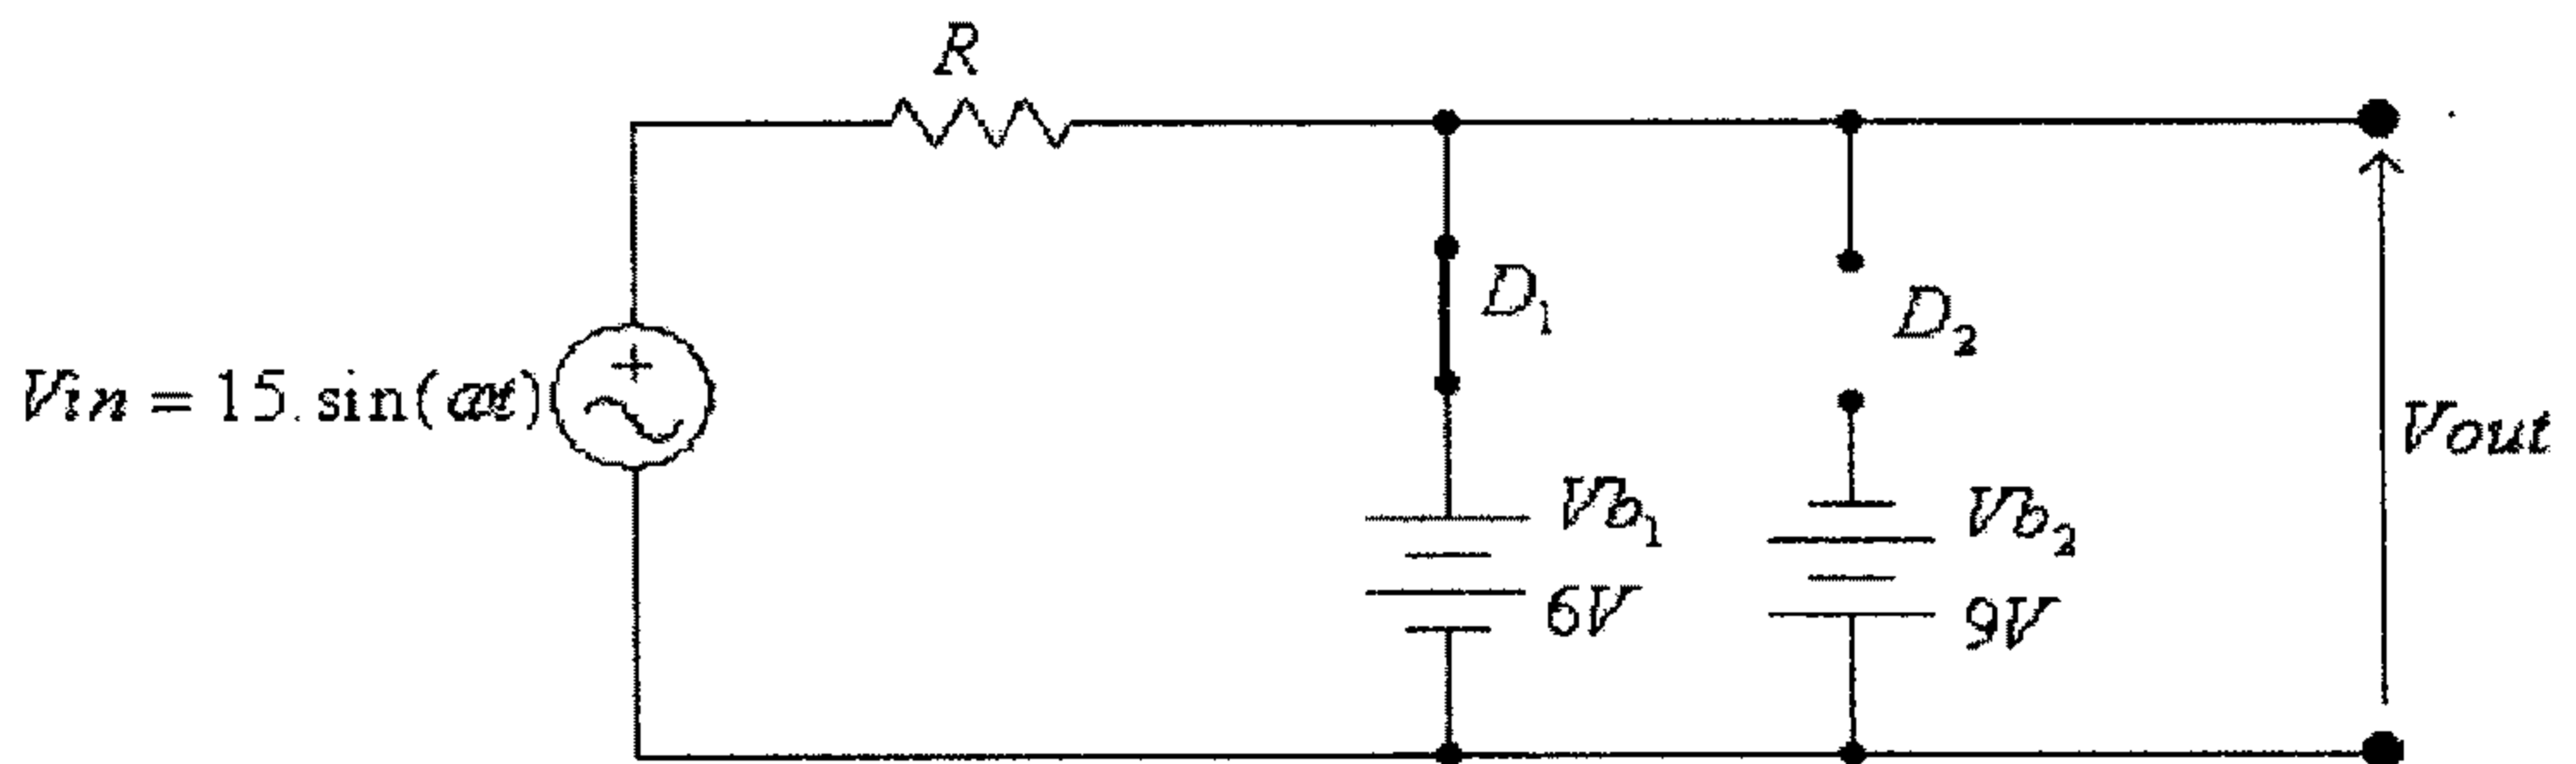 R
D₁
D₂
Vin = 15.sin(ωt)
Vout
Vb₁
6V
Vb₂
9V